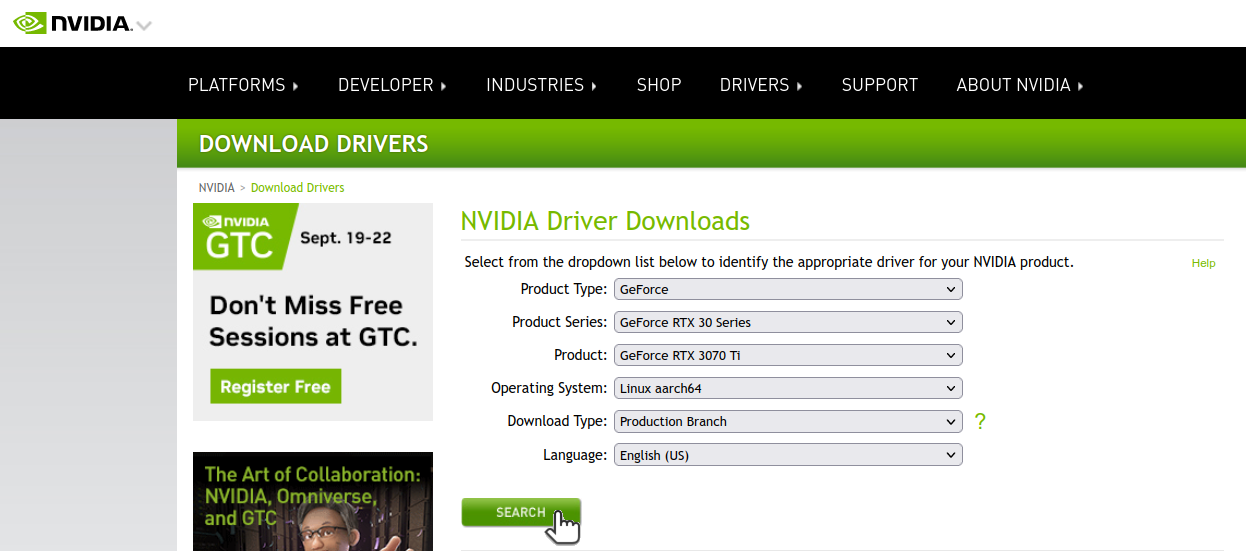 NVIDIA.
PLATFORMS DEVELOPER INDUSTRIES SHOP DRIVERS SUPPORT ABOUT NVIDIA
DOWNLOAD DRIVERS
NVIDIA > Download Drivers
NVIDIA
GTC
Sept. 19-22
Don't Miss Free
Sessions at GTC.
Register Free
The Art of Collaboration:
NVIDIA, Omniverse,
and GTC
NVIDIA Driver Downloads
Select from the dropdown list below to identify the appropriate driver for your NVIDIA product.
Help
Product Type: GeForce
Product Series: GeForce RTX 30 Series
Product: GeForce RTX 3070 Ti
Operating System: Linux aarch64
Download Type: Production Branch ?
Language: English (US)
SEARCH